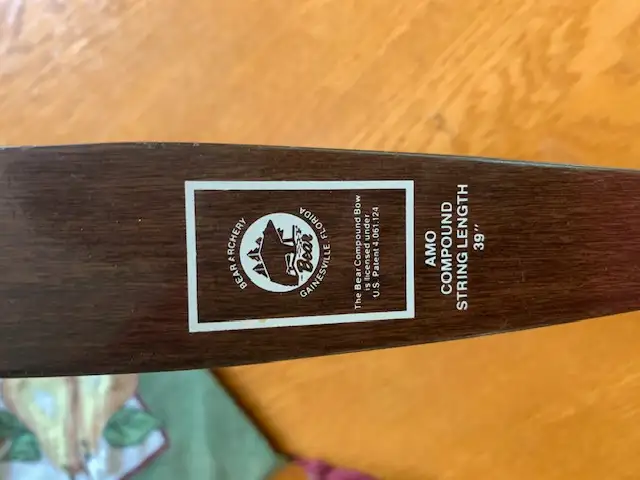 BEAR ARCHERY
Bear
GAINESVILLE, FLORIDA
The Bear Compound Bow
is licensed under
U.S. Patent 4,061,124
AMO
COMPOUND
STRING LENGTH
39"